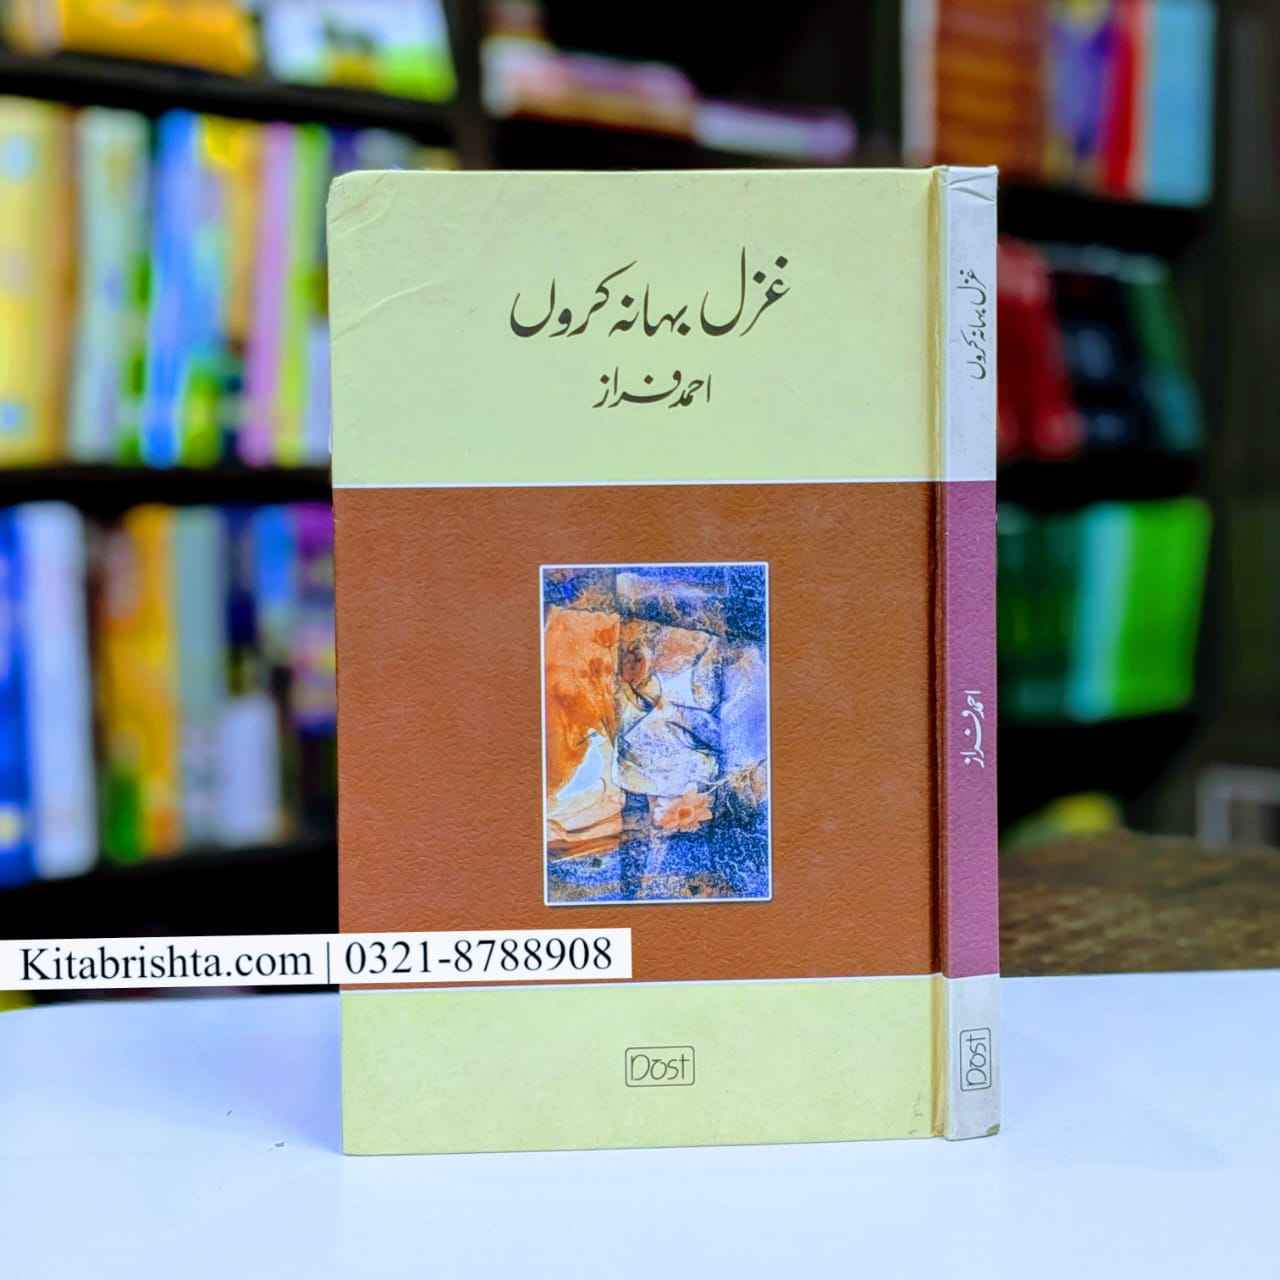 غزل بہانہ کروں
احمد فراز
Dost
غزل بہانہ کروں
احمد فراز
Dost
Kitabrishta.com | 0321-8788908